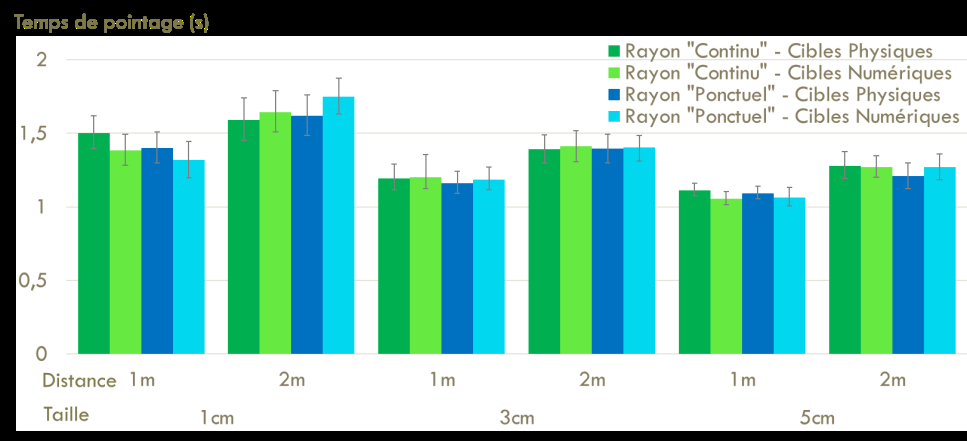 Temps de pointage (s)
2
Rayon "Continu" - Cibles Physiques
Rayon "Continu" - Cibles Numériques
Rayon "Ponctuel" - Cibles Physiques
Rayon "Ponctuel" - Cibles Numériques
1,5
1
0,5
0
Distance 1m 2m 1m 2m 1m 2m
Taille 1cm 3cm 5cm